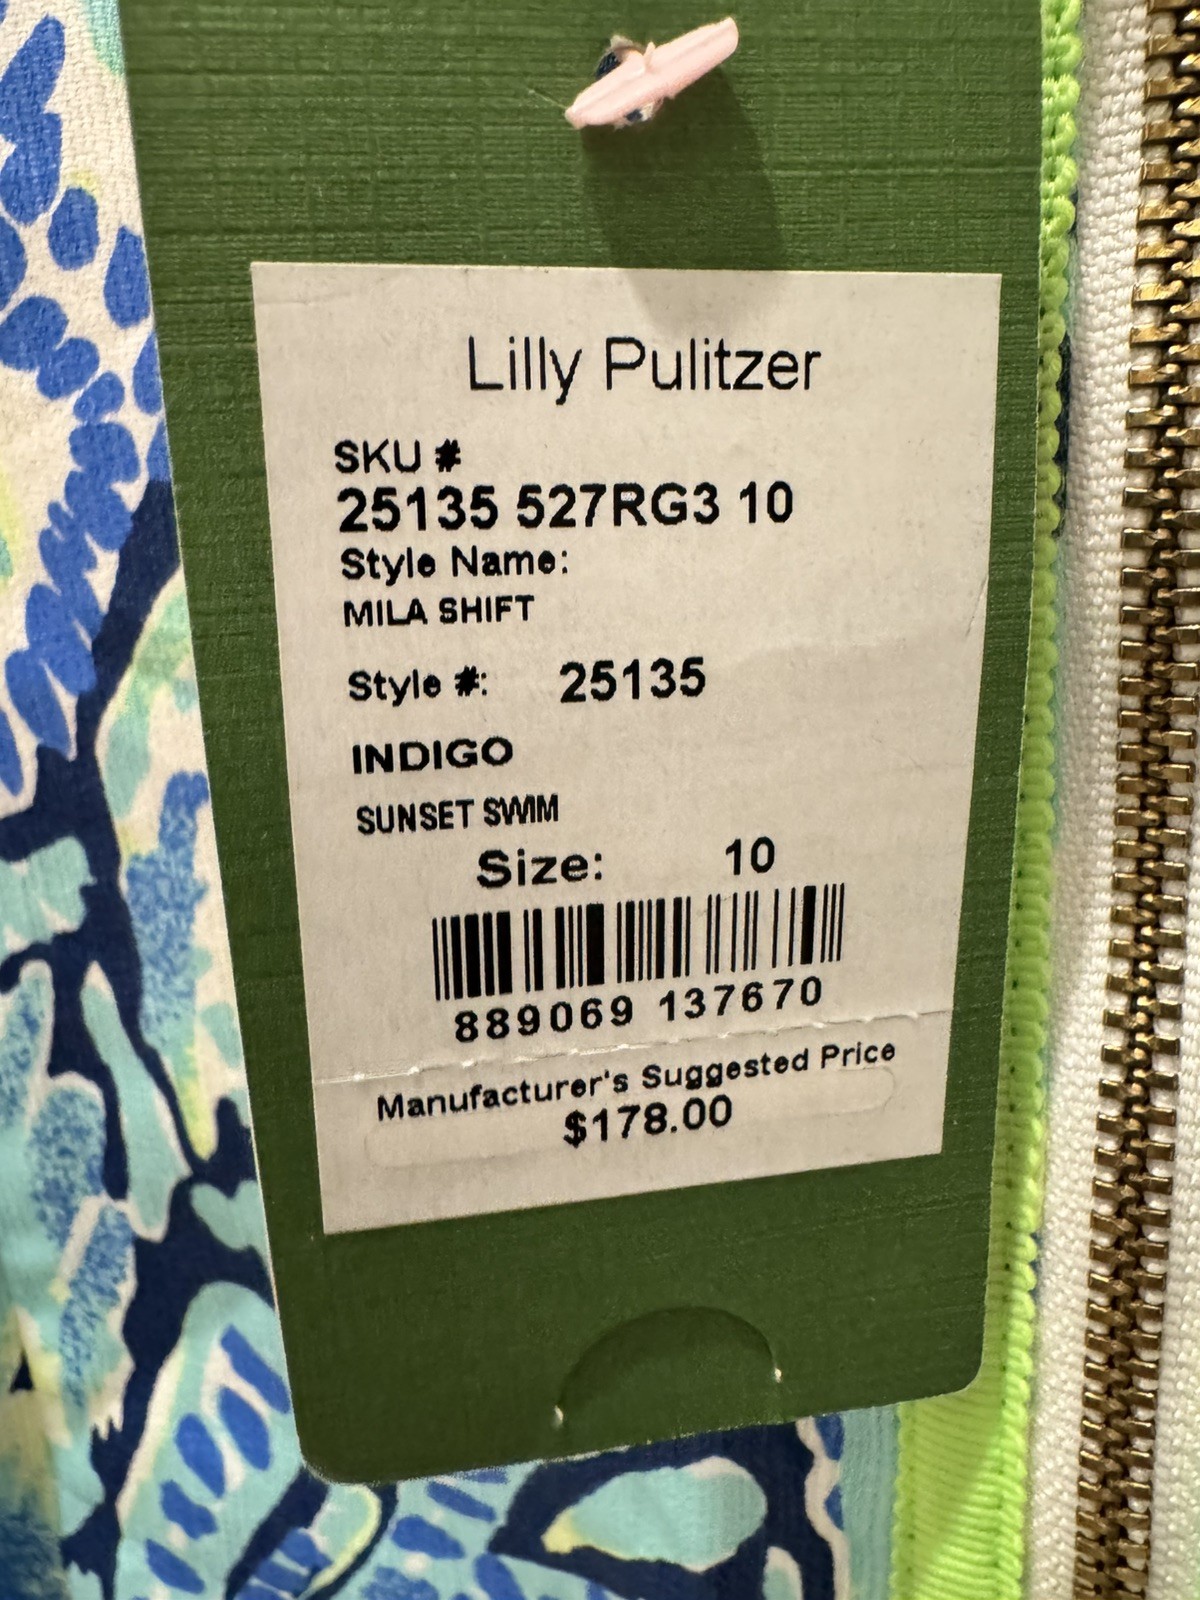 Lilly Pulitzer
SKU #
25135 527RG3 10
Style Name:
MILA SHIFT
Style #: 25135
INDIGO
SUNSET SWIM
Size: 10
889069 137670
Manufacturer's Suggested Price
$178.00